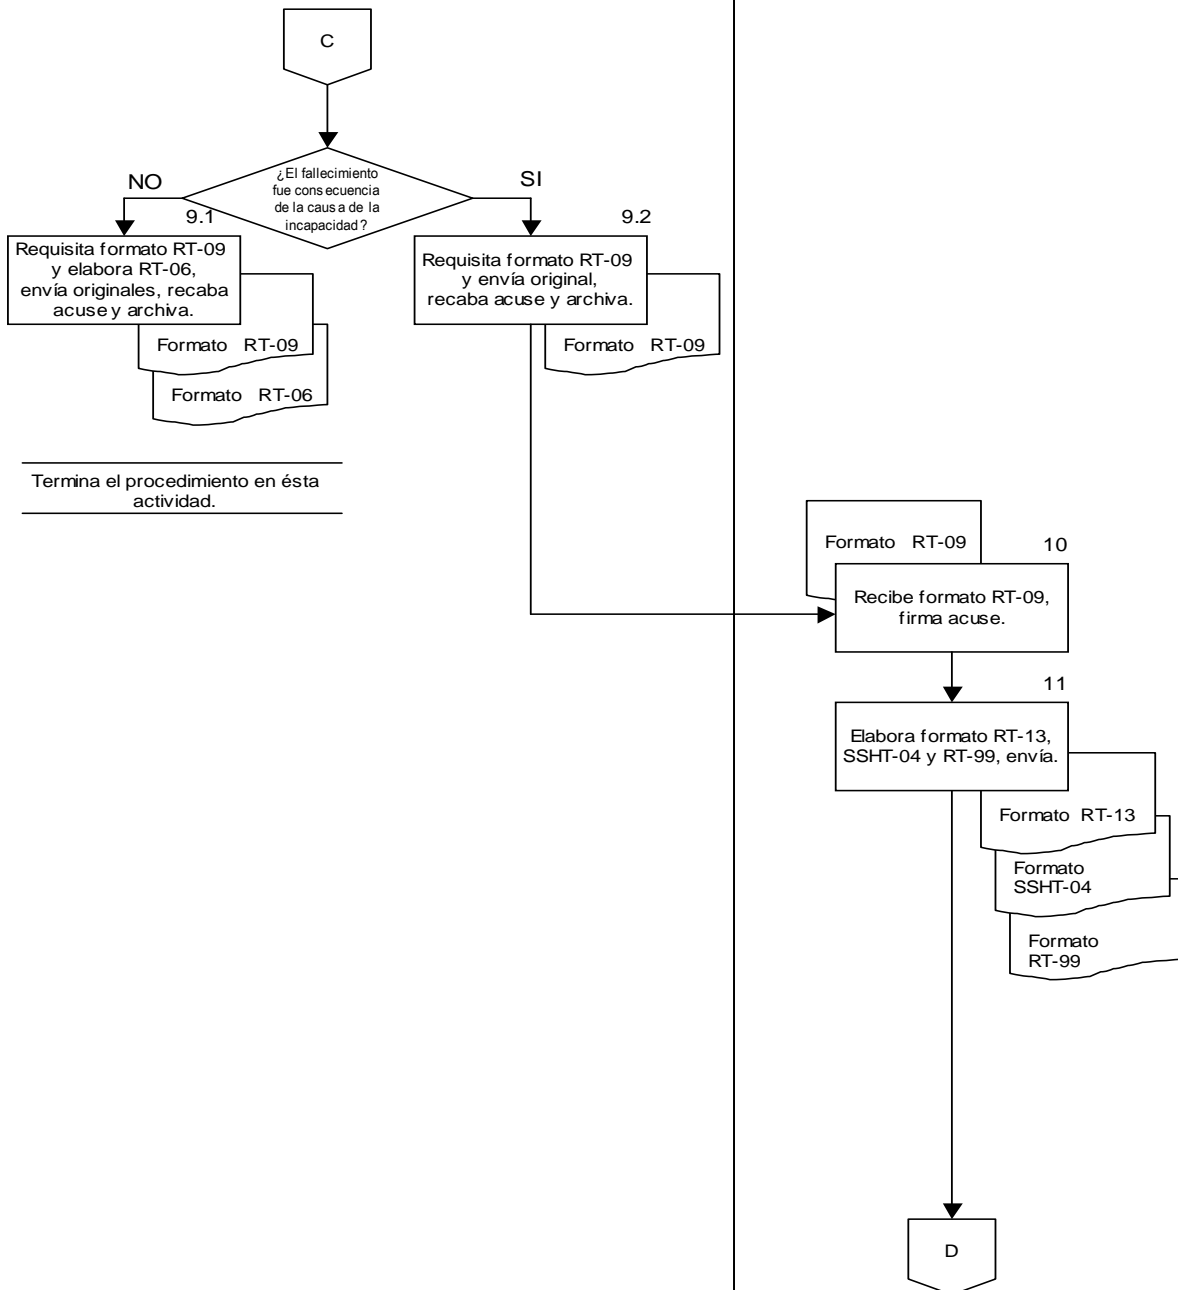 C
¿El fallecimiento
fue consecuencia
de la causa de la
incapacidad?
NO
SI
9.1
9.2
Requisita formato RT-09
y elabora RT-06,
envía originales, recaba
acuse y archiva.
Formato RT-09
Formato RT-06
Requisita formato RT-09
y envía original,
recaba acuse y archiva.
Formato RT-09
Termina el procedimiento en ésta
actividad.
Formato RT-09
10
Recibe formato RT-09,
firma acuse.
11
Elabora formato RT-13,
SSHT-04 y RT-99, envía.
Formato RT-13
Formato
SSHT-04
Formato
RT-99
D